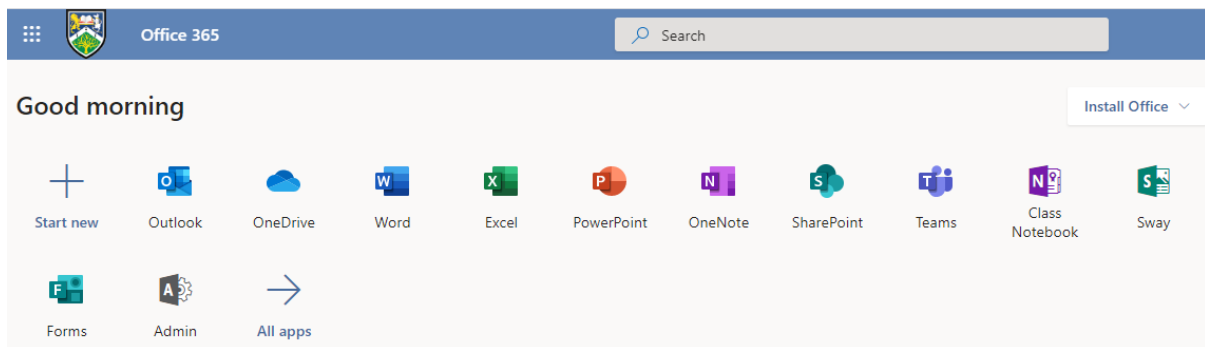 Office 365
Search
Good morning
Install Office
Start new
Outlook
OneDrive
Word
Excel
PowerPoint
OneNote
SharePoint
Teams
Class
Notebook
Sway
Forms
Admin
All apps